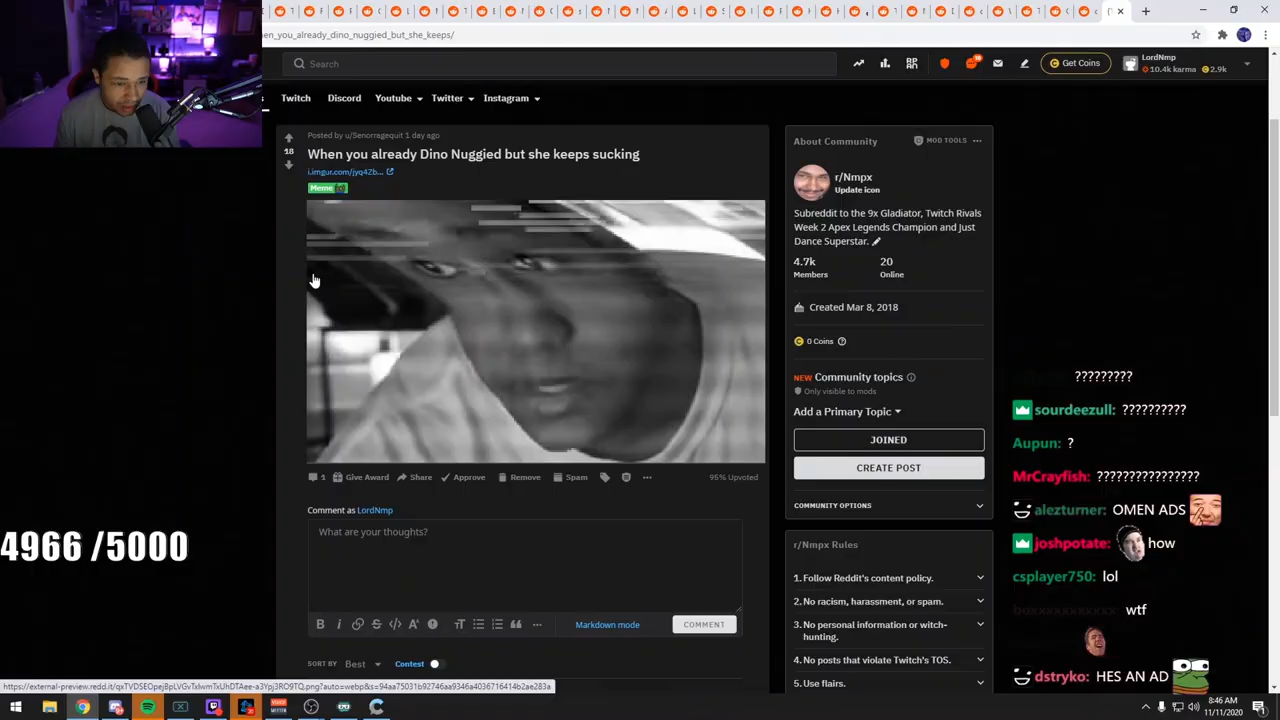 en_you_already_dino_nuggied_but_she_keeps/
Search
Get Coins
LordNmp
10.4k karma
2.9k
Twitch
Discord
Youtube
Twitter
Instagram
Posted by u/Senorragequit 1 day ago
18
When you already Dino Nuggied but she keeps sucking
i.imgur.com/jyq4Zb...
Meme
1
Give Award
Share
Approve
Remove
Spam
95% Upvoted
Comment as LordNmp
What are your thoughts?
Markdown mode
COMMENT
SORT BY Best
Contest
About Community
MOD TOOLS
r/Nmpx
Update icon
Subreddit to the 9x Gladiator, Twitch Rivals
Week 2 Apex Legends Champion and Just
Dance Superstar.
4.7k
Members
20
Online
Created Mar 8, 2018
0 Coins
NEW Community topics
Only visible to mods
Add a Primary Topic
JOINED
CREATE POST
COMMUNITY OPTIONS
r/Nmpx Rules
1. Follow Reddit's content policy.
2. No racism, harassment, or spam.
3. No personal information or witch-
hunting.
4. No posts that violate Twitch's TOS.
5. Use flairs.
?????????
sourdeezull: ??????????
Aupun: ?
MrCrayfish: ????????????????
alezturner: OMEN ADS
joshpotate: how
csplayer750: lol
wtf
dstryko: HES AN AD
4966 /5000
8:46 AM
11/11/2020